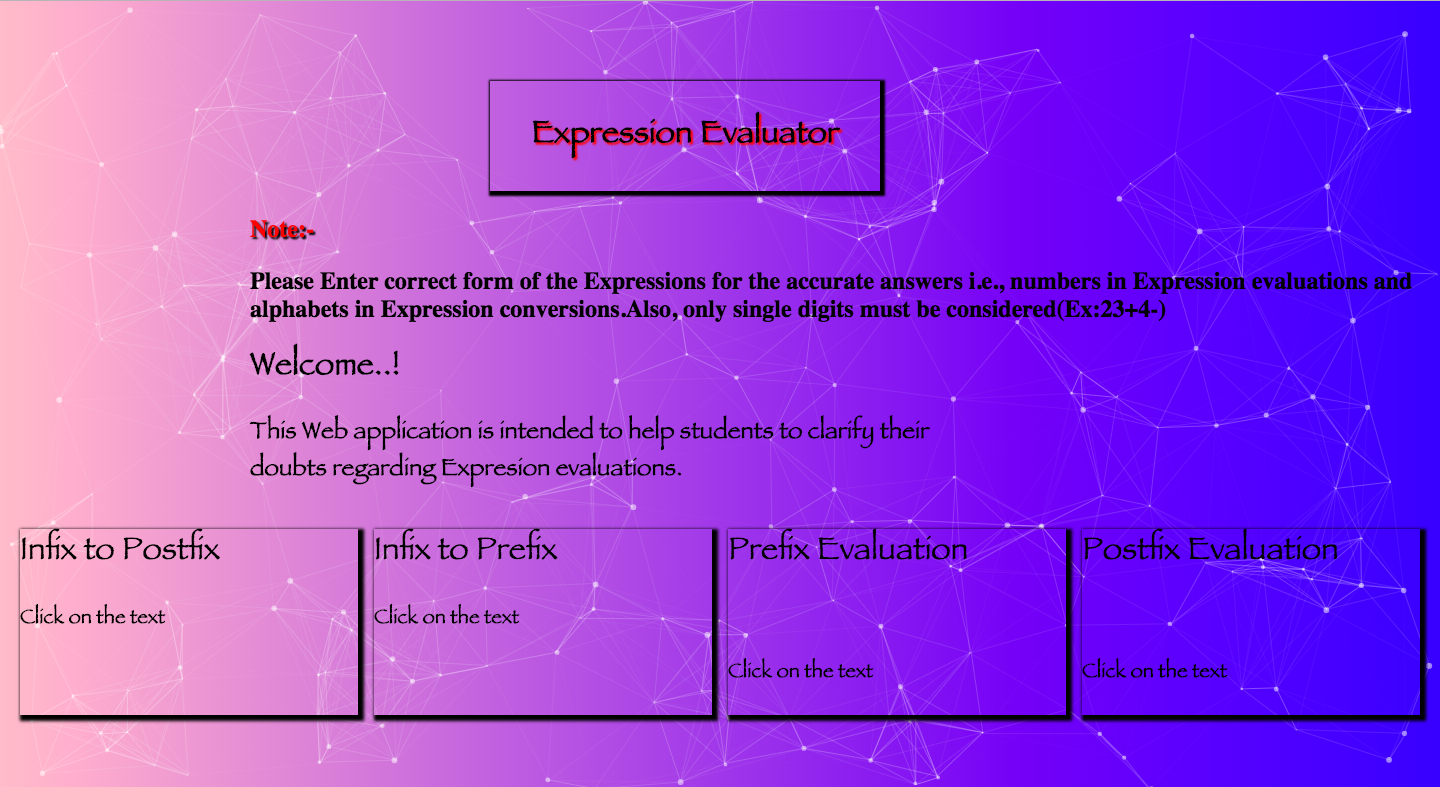 Expression Evaluator
Note:-
Please Enter correct form of the Expressions for the accurate answers i.e., numbers in Expression evaluations and
alphabets in Expression conversions.Also, only single digits must be considered(Ex:23+4-)
Welcome..!
This Web application is intended to help students to clarify their
doubts regarding Expresion evaluations.
Infix to Postfix
Click on the text
Infix to Prefix
Click on the text
Prefix Evaluation
Click on the text
Postfix Evaluation
Click on the text